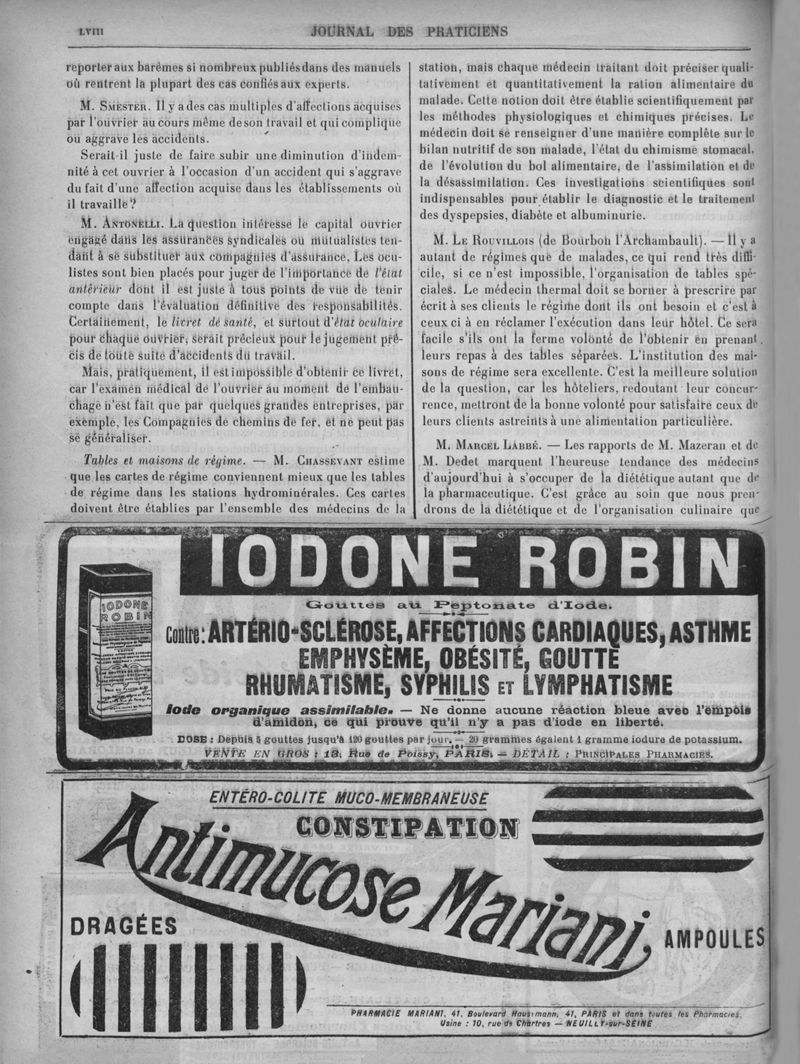 LVIII
JOURNAL DES PRATICIENS
reporter aux barêmes si nombreux publiés dans des manuels
où rentrent la plupart des cas confiés aux experts.
M. SMESTER. Il y a des cas multiples d'affections acquises
par l'ouvrier au cours même de son travail et qui complique
ou aggrave les accidents.
Serait-il juste de faire subir une diminution d'indem-
nité à cet ouvrier à l'occasion d'un accident qui s'aggrave
du fait d'une affection acquise dans les établissements où
il travaille ?
M. ANTONELLI. La question intéresse le capital ouvrier
engagé dans les assurances syndicales ou mutualistes ten-
dant à se substituer aux compagnies d'assurance. Les ocu-
listes sont bien placés pour juger de l'importance de l'état
antérieur dont il est juste à tous points de vue de tenir
compte dans l'évaluation définitive des responsabilités.
Certainement, le livret de santé, et surtout d'état oculaire
pour chaque ouvrier, serait précieux pour le jugement pré-
cis de toute suite d'accidents du travail.
Mais, pratiquement, il est impossible d'obtenir ce livret,
car l'examen médical de l'ouvrier au moment de l'embau-
chage n'est fait que par quelques grandes entreprises, par
exemple, les Compagnies de chemins de fer, et ne peut pas
se généraliser.
Tables et maisons de régime. — M. CHASSEVANT estime
que les cartes de régime conviennent mieux que les tables
de régime dans les stations hydrominérales. Ces cartes
doivent être établies par l'ensemble des médecins de la
station, mais chaque médecin traitant doit préciser quali-
tativement et quantitativement la ration alimentaire du
malade. Cette notion doit être établie scientifiquement par
les méthodes physiologiques et chimiques précises. Le
médecin doit se renseigner d'une manière complète sur le
bilan nutritif de son malade, l'état du chimisme stomacal,
de l'évolution du bol alimentaire, de l'assimilation et de
la désassimilation. Ces investigations scientifiques sont
indispensables pour établir le diagnostic et le traitement
des dyspepsies, diabète et albuminurie.
M. LE ROUVILLOIS (de Bourbon l'Archambault). — Il y a
autant de régimes que de malades, ce qui rend très diffi-
cile, si ce n'est impossible, l'organisation de tables spé-
ciales. Le médecin thermal doit se borner à prescrire par
écrit à ses clients le régime dont ils ont besoin et c'est à
ceux ci à en réclamer l'exécution dans leur hôtel. Ce sera
facile s'ils ont la ferme volonté de l'obtenir en prenant
leurs repas à des tables séparées. L'institution des mai-
sons de régime sera excellente. C'est la meilleure solution
de la question, car les hôteliers, redoutant leur concur-
rence, mettront de la bonne volonté pour satisfaire ceux de
leurs clients astreints à une alimentation particulière.
M. MARCEL LABBÉ. — Les rapports de M. Mazeran et de
M. Dedet marquent l'heureuse tendance des médecins
d'aujourd'hui à s'occuper de la diététique autant que de
la pharmaceutique. C'est grâce au soin que nous pren-
drons de la diététique et de l'organisation culinaire que
IODONE ROBIN
IODONE
ROBIN
Gouttes au Peptonate d'Iode.
Contre: ARTÉRIO-SCLÉROSE, AFFECTIONS CARDIAQUES, ASTHME
EMPHYSÈME, OBÉSITÉ, GOUTTE
RHUMATISME, SYPHILIS ET LYMPHATISME
Iode organique assimilable. — Ne donne aucune réaction bleue avec l'empois
d'amidon, ce qui prouve qu'il n'y a pas d'iode en liberté.
DOSE : Depuis 5 gouttes jusqu'à 120 gouttes par jour. — 20 grammes égalent 1 gramme iodure de potassium.
VENTE EN GROS : 13, Rue de Poissy, PARIS. — DÉTAIL : PRINCIPALES PHARMACIES.
ENTÉRO-COLITE MUCO-MEMBRANEUSE
CONSTIPATION
Antimucose Mariani,
DRAGÉES
AMPOULES
PHARMACIE MARIANI, 41, Boulevard Haussmann, 41, PARIS et dans toutes les Pharmacies.
Usine : 10, rue de Chartres — NEUILLY-sur-SEINE